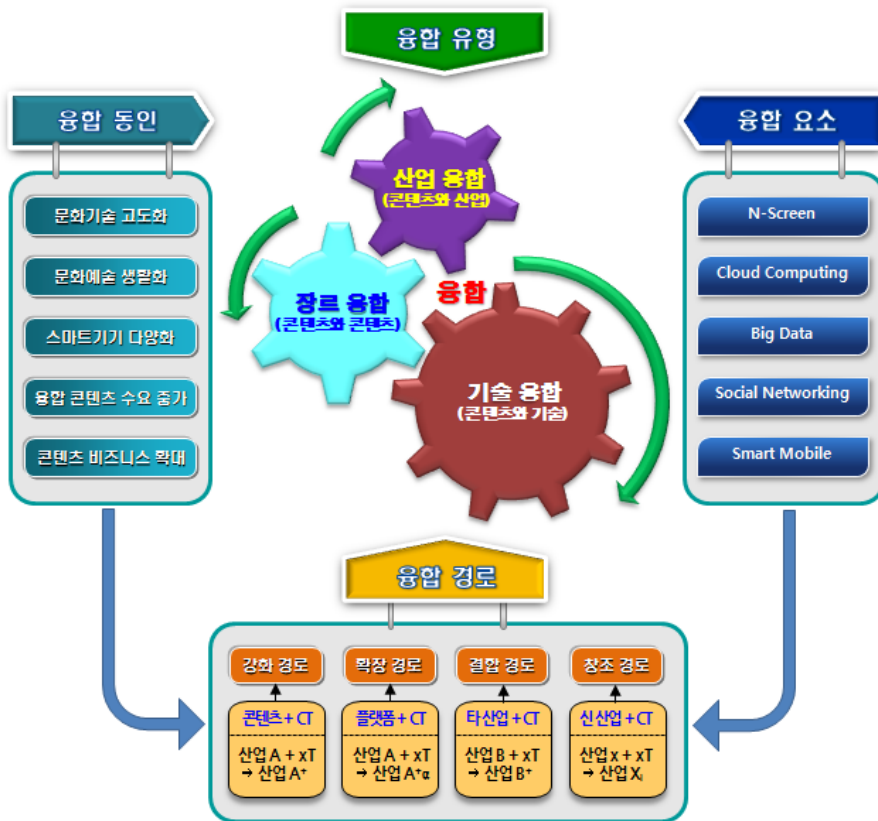 융합 유형
융합 동인
융합 요소
산업 융합
(콘텐츠와 산업)
장르 융합
(콘텐츠와 콘텐츠)
융합
기술 융합
(콘텐츠와 기술)
문화기술 고도화
문화예술 생활화
스마트기기 다양화
융합 콘텐츠 수요 증가
콘텐츠 비즈니스 확대
N-Screen
Cloud Computing
Big Data
Social Networking
Smart Mobile
융합 경로
강화 경로
콘텐츠 + CT
산업 A + xT
→ 산업 A⁺
확장 경로
플랫폼 + CT
산업 A + xT
→ 산업 A⁺α
결합 경로
타산업 + CT
산업 B + xT
→ 산업 B⁺
창조 경로
신산업 + CT
산업 x + xT
→ 산업 Xᵢ